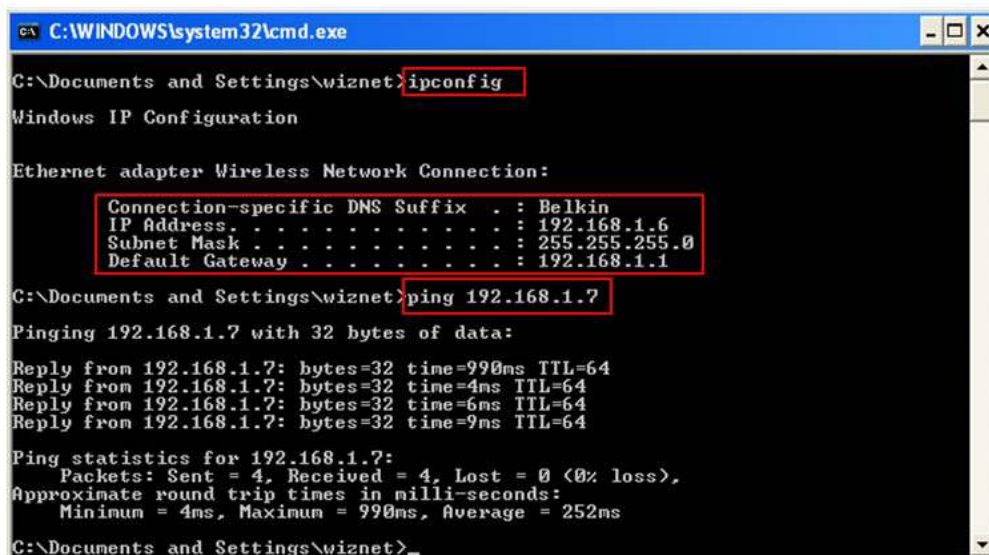 C:\WINDOWS\system32\cmd.exe
C:\Documents and Settings\wiznet>ipconfig
Windows IP Configuration
Ethernet adapter Wireless Network Connection:
Connection-specific DNS Suffix . : Belkin
IP Address. . . . . . . . . . . . : 192.168.1.6
Subnet Mask . . . . . . . . . . . : 255.255.255.0
Default Gateway . . . . . . . . . : 192.168.1.1
C:\Documents and Settings\wiznet>ping 192.168.1.7
Pinging 192.168.1.7 with 32 bytes of data:
Reply from 192.168.1.7: bytes=32 time=990ms TTL=64
Reply from 192.168.1.7: bytes=32 time=4ms TTL=64
Reply from 192.168.1.7: bytes=32 time=6ms TTL=64
Reply from 192.168.1.7: bytes=32 time=9ms TTL=64
Ping statistics for 192.168.1.7:
Packets: Sent = 4, Received = 4, Lost = 0 (0% loss),
Approximate round trip times in milli-seconds:
Minimum = 4ms, Maximum = 990ms, Average = 252ms
C:\Documents and Settings\wiznet>_